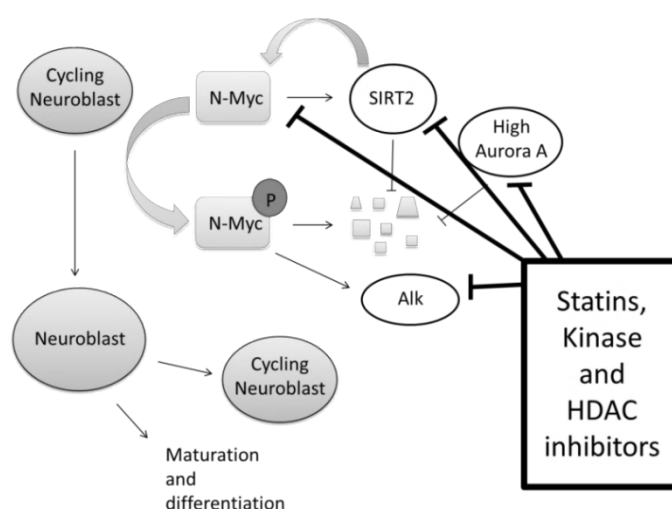 Cycling
Neuroblast
N-Myc
SIRT2
High
Aurora A
P
N-Myc
Alk
Statins,
Kinase
and
HDAC
inhibitors
Neuroblast
Cycling
Neuroblast
Maturation
and
differentiation